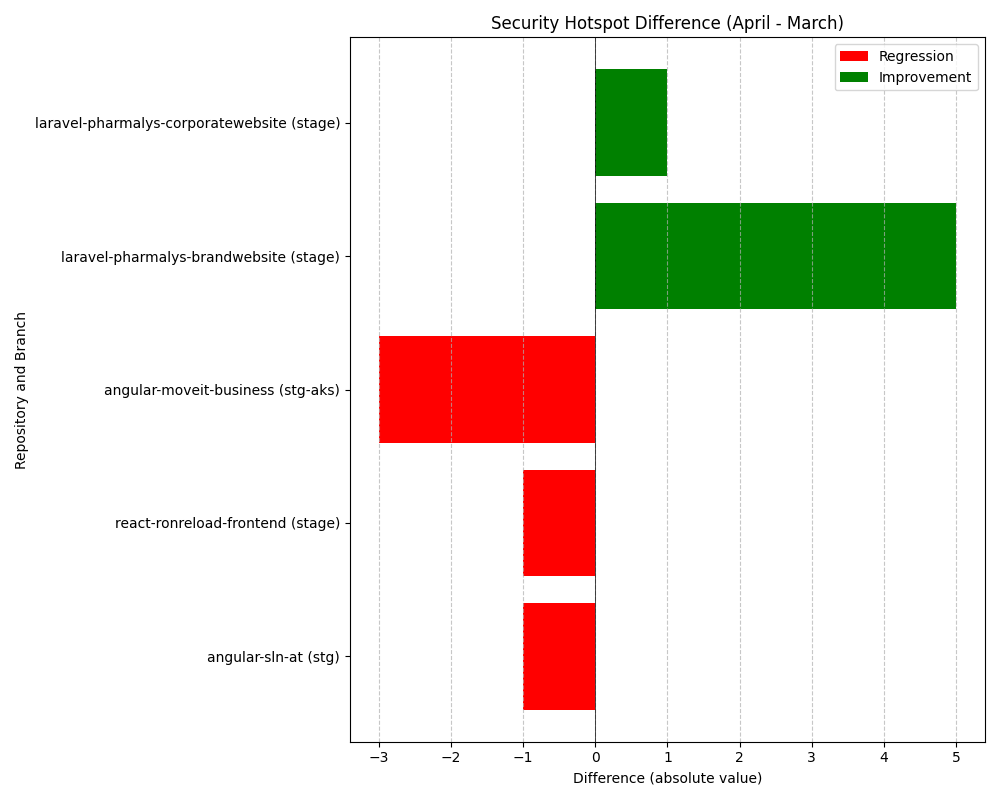 Security Hotspot Difference (April - March)
Regression
Improvement
laravel-pharmalys-corporatewebsite (stage)
laravel-pharmalys-brandwebsite (stage)
angular-moveit-business (stg-aks)
react-ronreload-frontend (stage)
angular-sln-at (stg)
Repository and Branch
−3 −2 −1 0 1 2 3 4 5
Difference (absolute value)